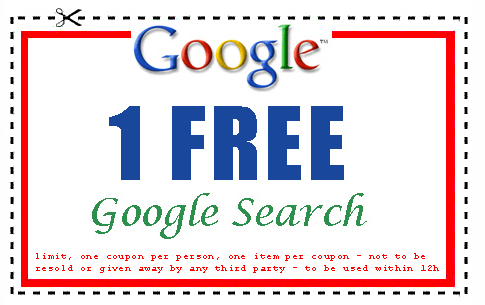 Google™
1 FREE
Google Search
limit, one coupon per person, one item per coupon - not to be
resold or given away by any third party - to be used within 12h